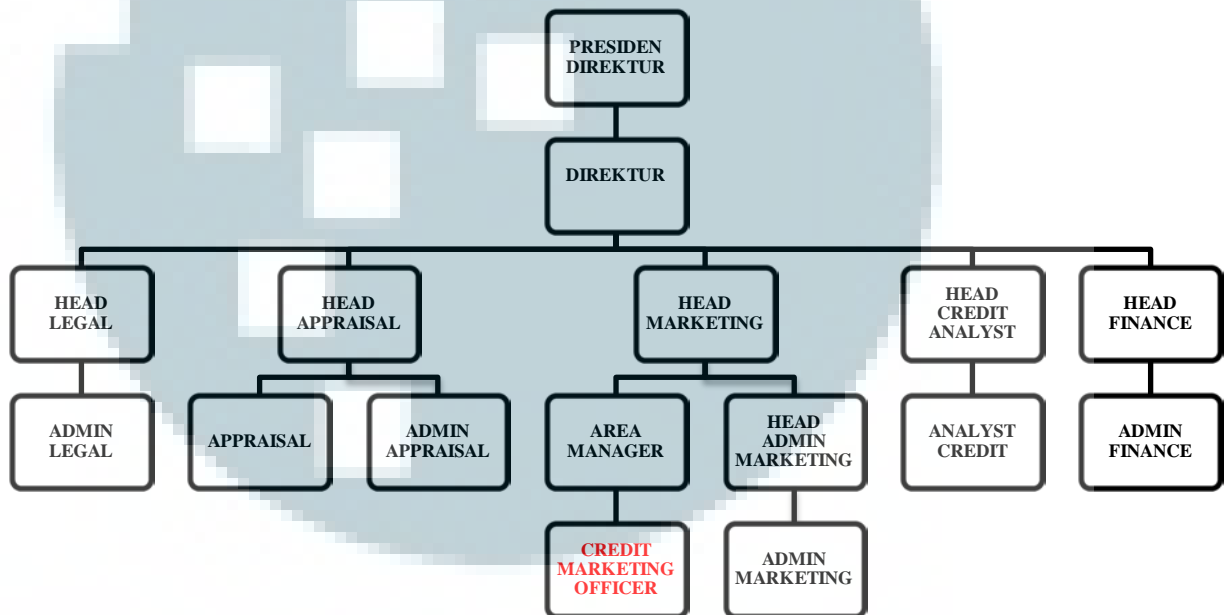 PRESIDEN
DIREKTUR
DIREKTUR
HEAD
LEGAL
HEAD
APPRAISAL
HEAD
MARKETING
HEAD
CREDIT
ANALYST
HEAD
FINANCE
ADMIN
LEGAL
APPRAISAL
ADMIN
APPRAISAL
AREA
MANAGER
HEAD
ADMIN
MARKETING
ANALYST
CREDIT
ADMIN
FINANCE
CREDIT
MARKETING
OFFICER
ADMIN
MARKETING